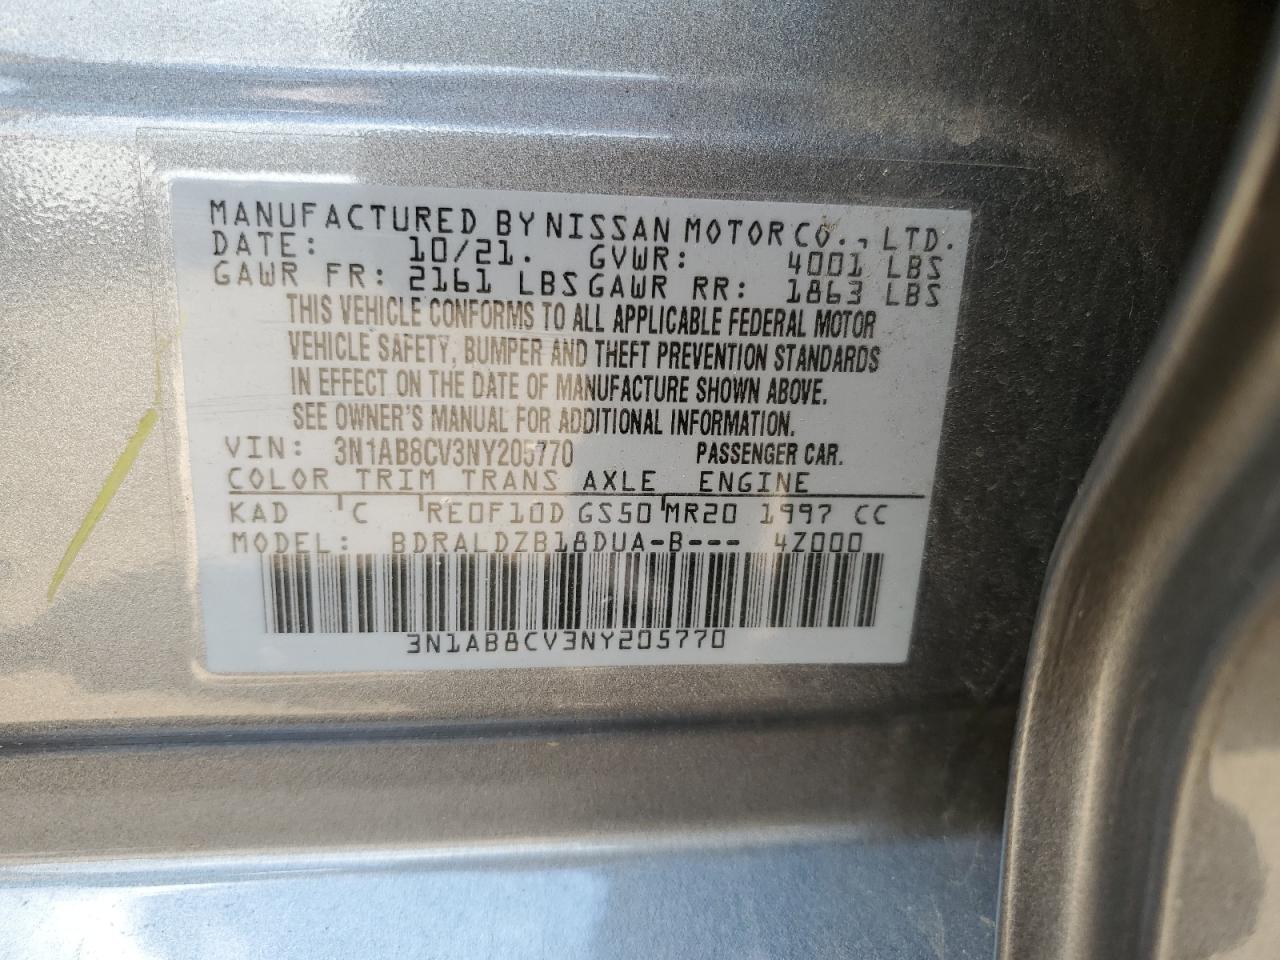 MANUFACTURED BY NISSAN MOTOR CO., LTD.
DATE: 10/21. GVWR: 4001 LBS
GAWR FR: 2161 LBS GAWR RR: 1863 LBS
THIS VEHICLE CONFORMS TO ALL APPLICABLE FEDERAL MOTOR
VEHICLE SAFETY, BUMPER AND THEFT PREVENTION STANDARDS
IN EFFECT ON THE DATE OF MANUFACTURE SHOWN ABOVE.
SEE OWNER'S MANUAL FOR ADDITIONAL INFORMATION.
VIN: 3N1AB8CV3NY205770 PASSENGER CAR.
COLOR TRIM TRANS AXLE ENGINE
KAD C RE0F10D GS50 MR20 1997 CC
MODEL: BDRALDZB18DUA-B--- 4Z000
3N1AB8CV3NY205770